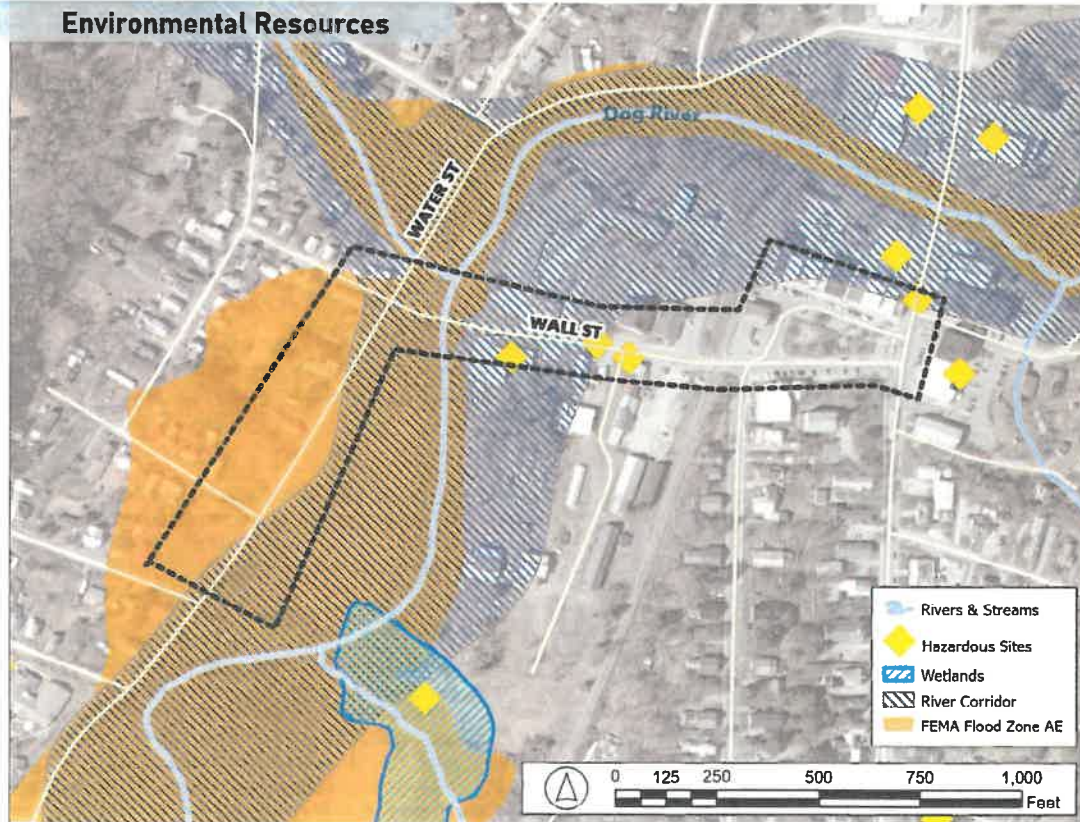 Environmental Resources
Dog River
WATER ST
WALL ST
Rivers & Streams
Hazardous Sites
Wetlands
River Corridor
FEMA Flood Zone AE
0 125 250 500 750 1,000
Feet